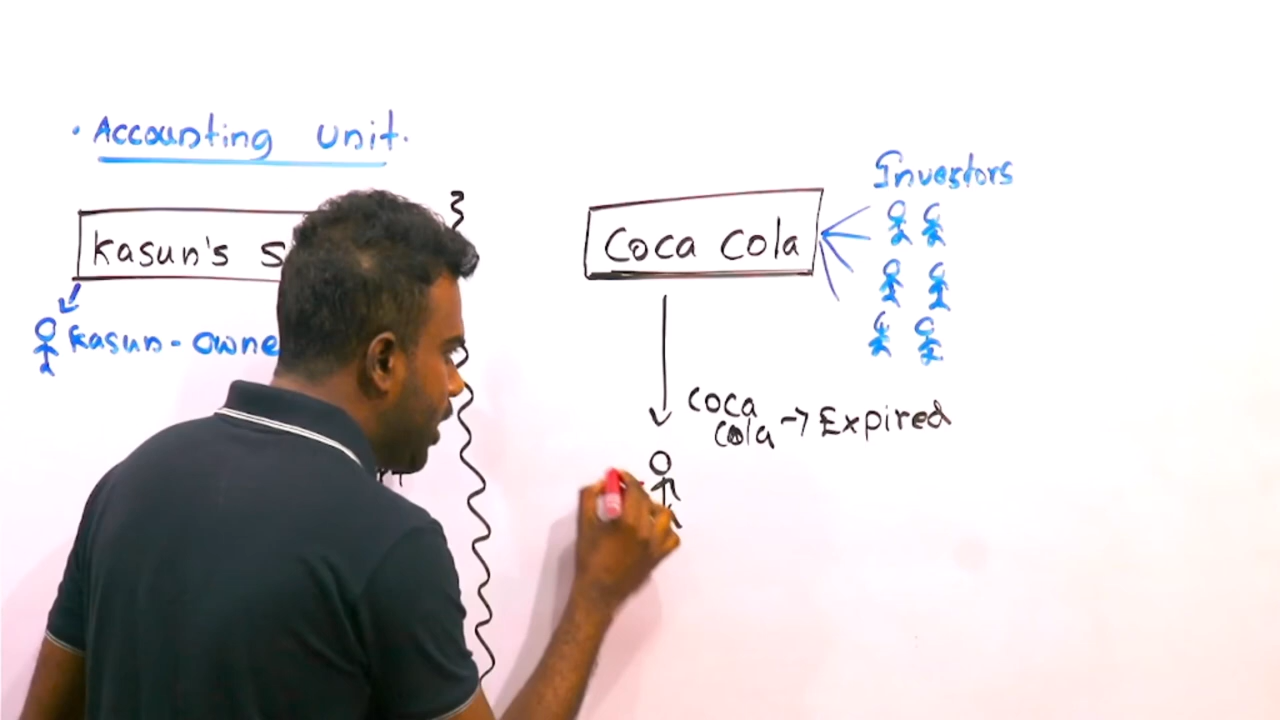 • Accounting Unit.
Kasun's
Kasun - Owne
Coca Cola
Investors
Coca
Cola → Expired